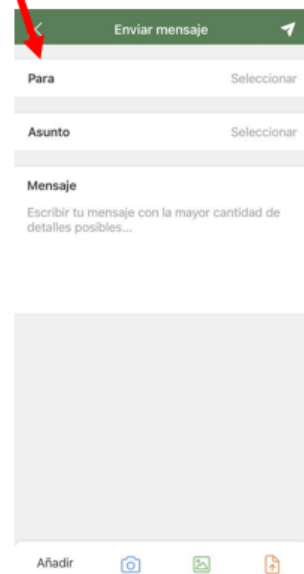 Enviar mensaje
Para Seleccionar
Asunto Seleccionar
Mensaje
Escribir tu mensaje con la mayor cantidad de
detalles posibles...
Añadir